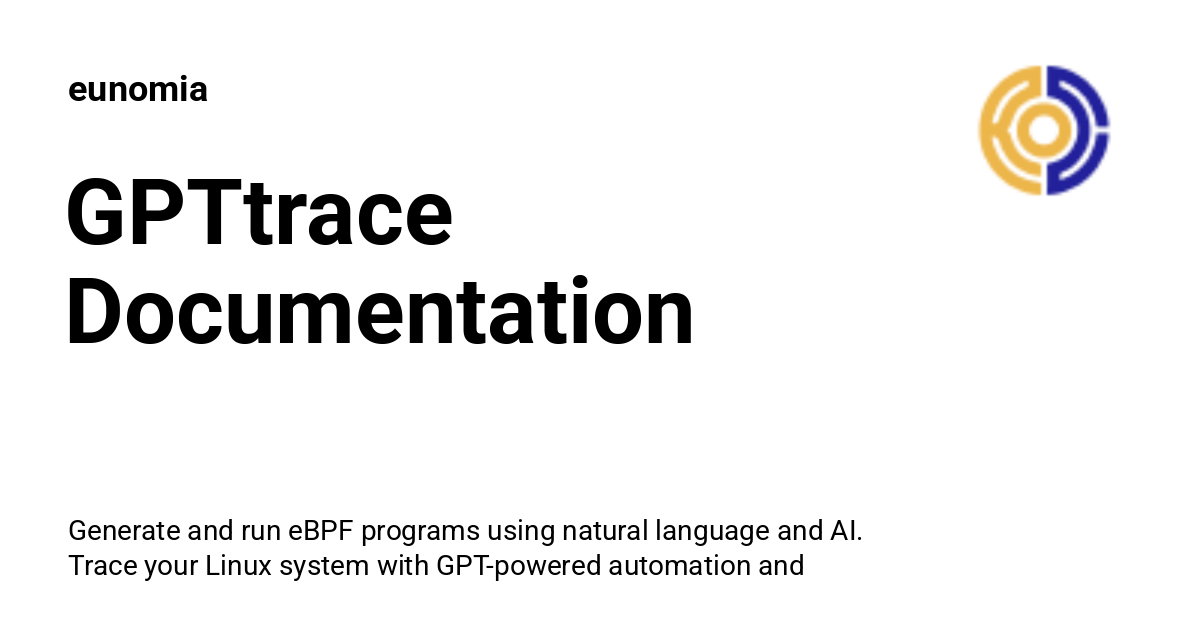 eunomia
GPTtrace
Documentation
Generate and run eBPF programs using natural language and AI.
Trace your Linux system with GPT-powered automation and